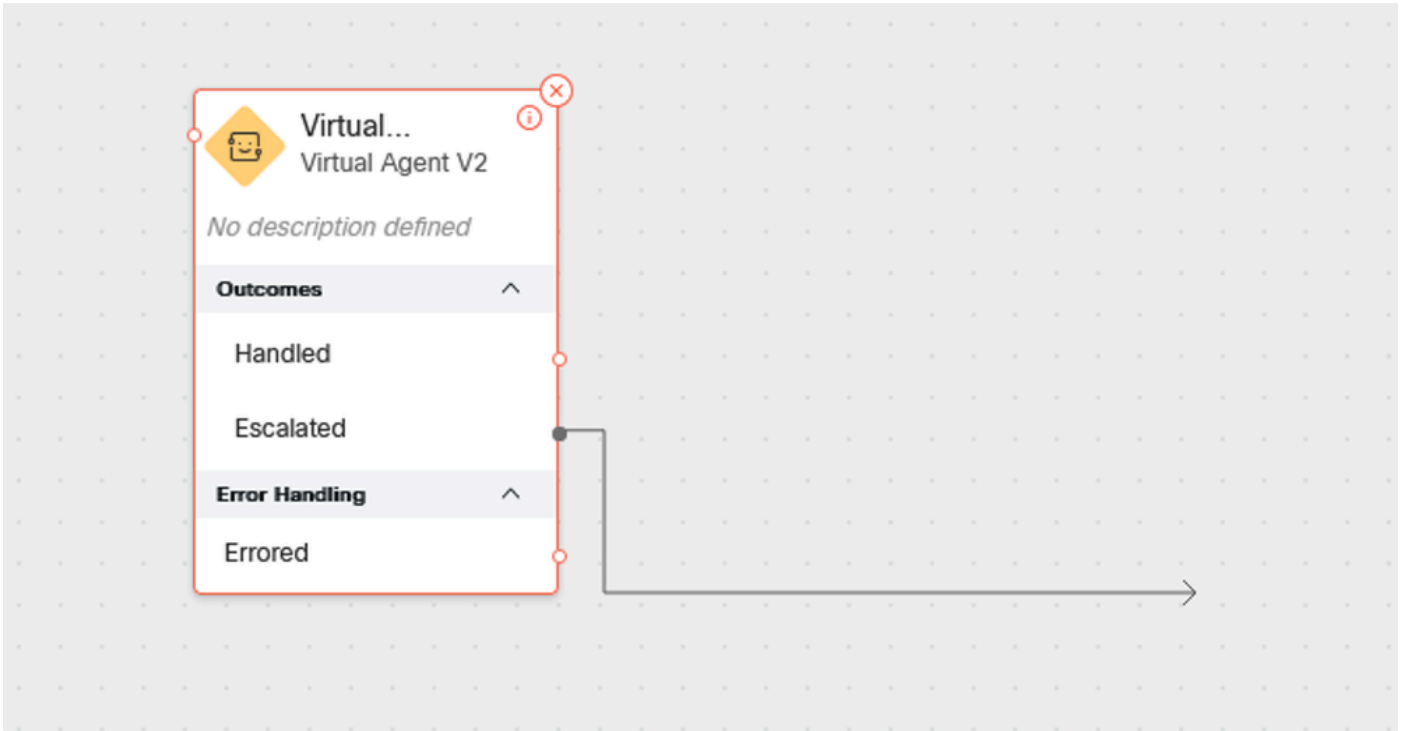 Virtual...
Virtual Agent V2
No description defined
Outcomes
Handled
Escalated
Error Handling
Errored